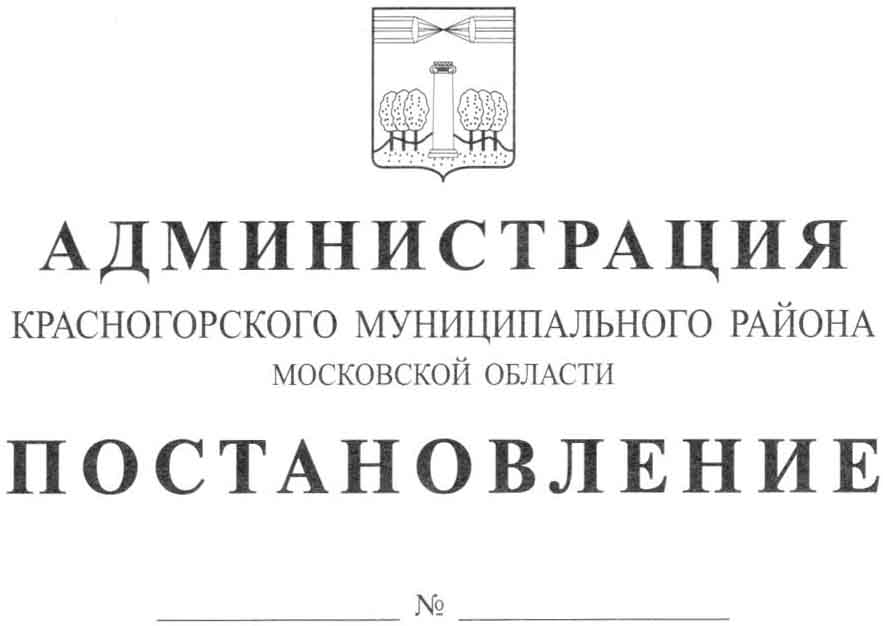 АДМИНИСТРАЦИЯ
КРАСНОГОРСКОГО МУНИЦИПАЛЬНОГО РАЙОНА
МОСКОВСКОЙ ОБЛАСТИ
ПОСТАНОВЛЕНИЕ
№